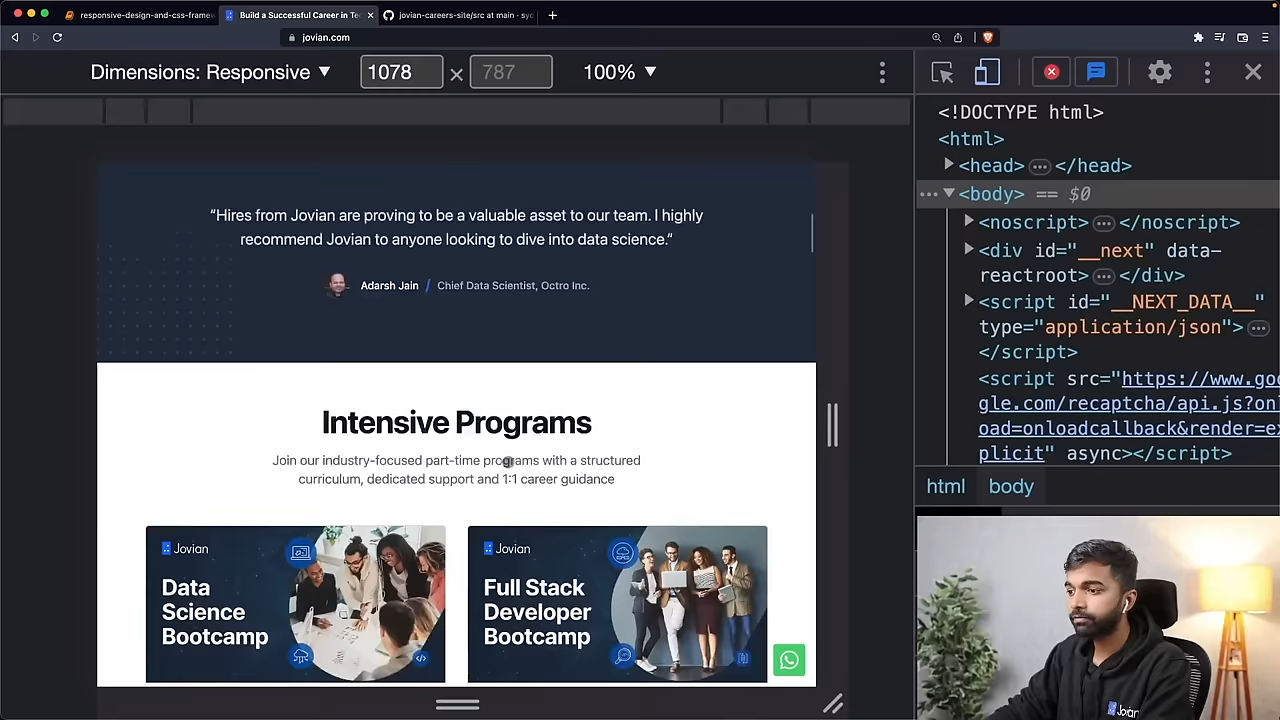 responsive-design-and-css-framew
Build a Successful Career in Te
jovian-careers-site/src at main · syd
jovian.com
Dimensions: Responsive ▼ 1078 × 787 100% ▼
<!DOCTYPE html>
<html>
<head> ⋯ </head>
⋯ <body> == $0
<noscript> ⋯ </noscript>
<div id="__next" data-
reactroot> ⋯ </div>
<script id="__NEXT_DATA__"
type="application/json"> ⋯
</script>
<script src="https://www.goo
gle.com/recaptcha/api.js?onl
oad=onloadcallback&render=ex
plicit" async></script>
html body
“Hires from Jovian are proving to be a valuable asset to our team. I highly
recommend Jovian to anyone looking to dive into data science.“
Adarsh Jain / Chief Data Scientist, Octro Inc.
Intensive Programs
Join our industry-focused part-time programs with a structured
curriculum, dedicated support and 1:1 career guidance
Jovian
Data
Science
Bootcamp
Jovian
Full Stack
Developer
Bootcamp
Jovian